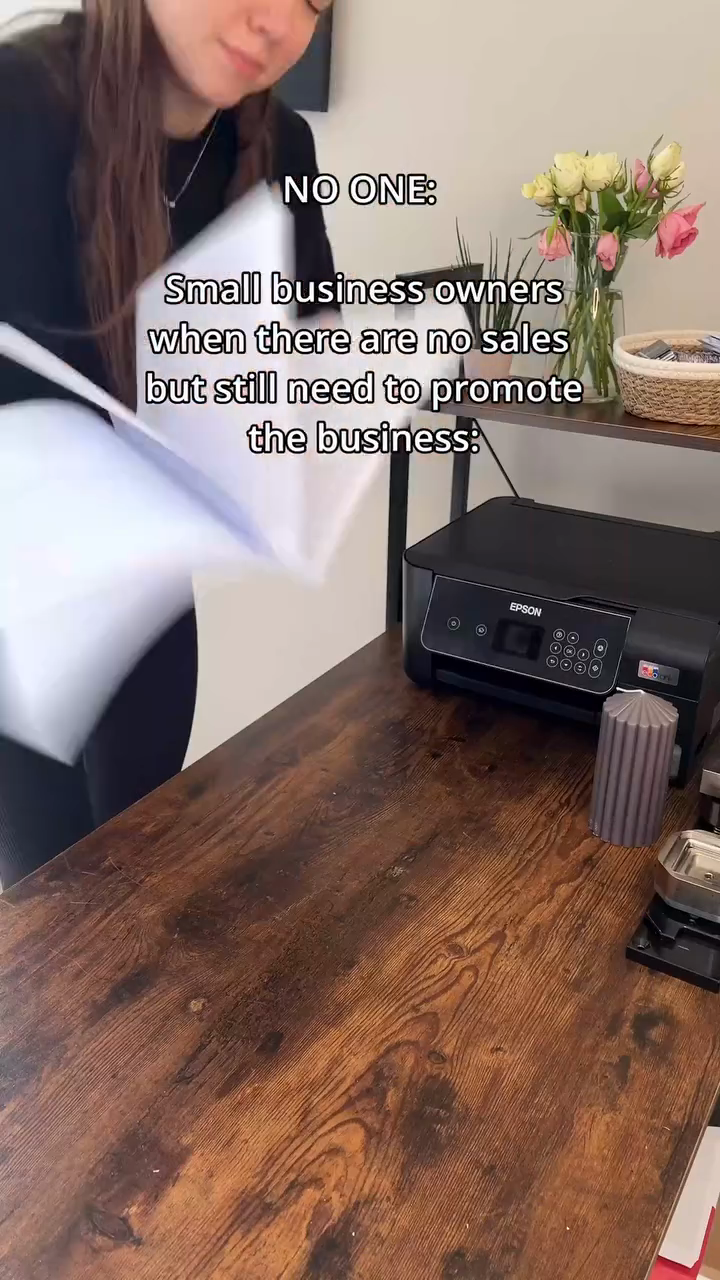 NO ONE:
Small business owners
when there are no sales
but still need to promote
the business:
EPSON